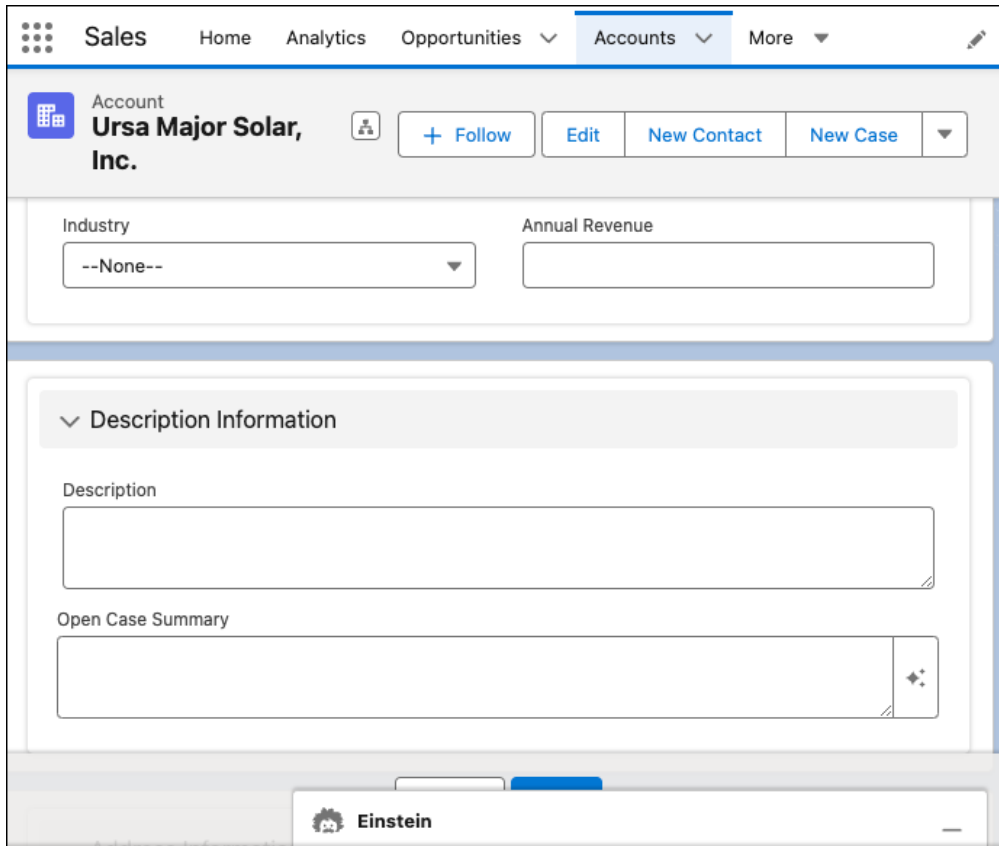 Sales Home Analytics Opportunities Accounts More
Account
Ursa Major Solar,
Inc.
+ Follow Edit New Contact New Case
Industry Annual Revenue
--None--
Description Information
Description
Open Case Summary
Einstein